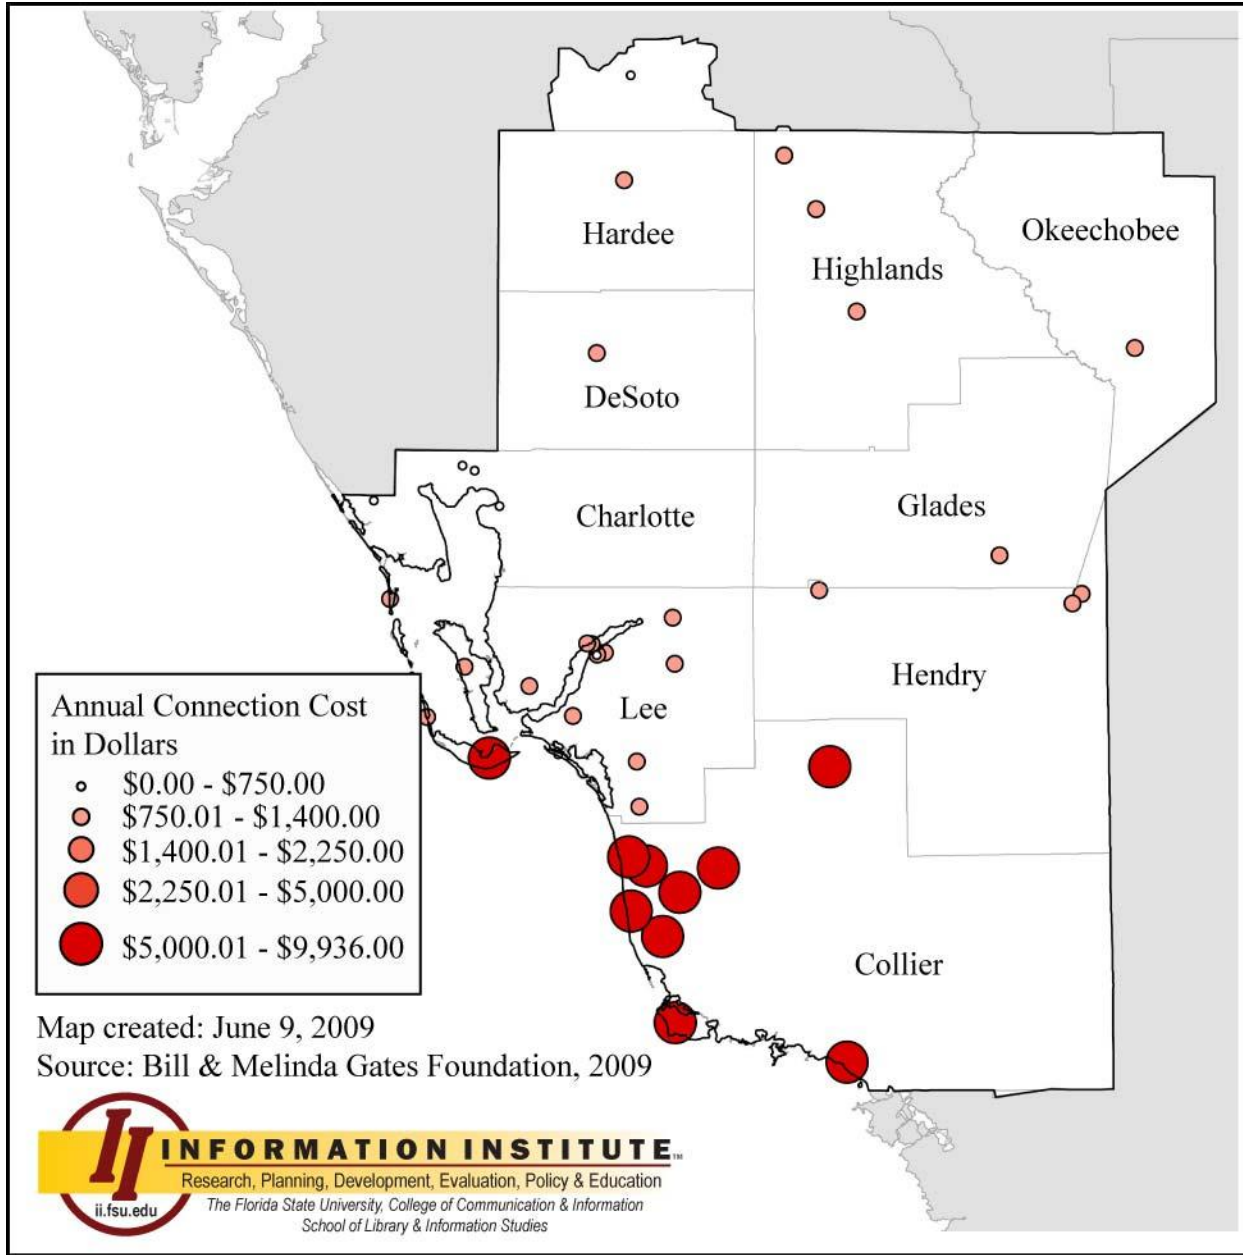 Hardee
Okeechobee
Highlands
DeSoto
Glades
Charlotte
Hendry
Lee
Collier
Annual Connection Cost
in Dollars
$0.00 - $750.00
$750.01 - $1,400.00
$1,400.01 - $2,250.00
$2,250.01 - $5,000.00
$5,000.01 - $9,936.00
Map created: June 9, 2009
Source: Bill & Melinda Gates Foundation, 2009
II
ii.fsu.edu
INFORMATION INSTITUTE™
Research, Planning, Development, Evaluation, Policy & Education
The Florida State University, College of Communication & Information
School of Library & Information Studies